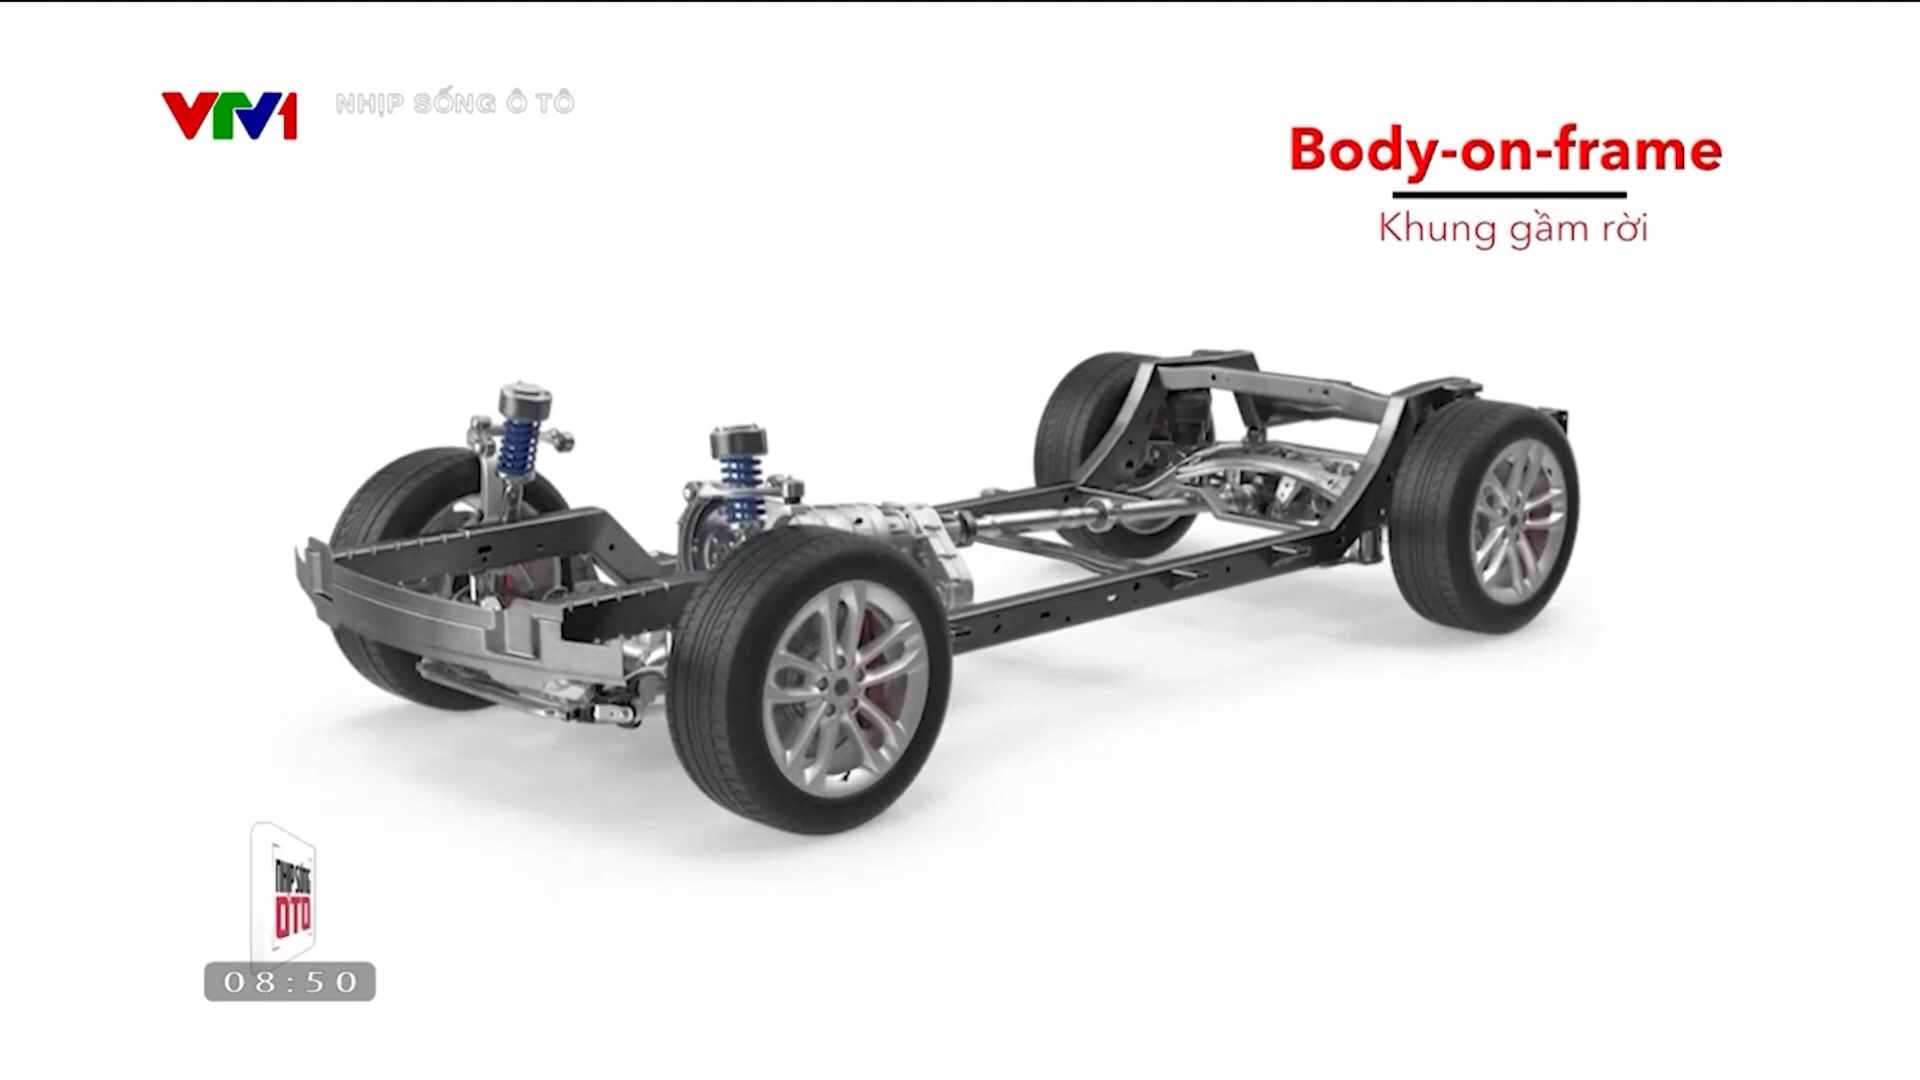 VTV1
NHỊP SỐNG Ô TÔ
Body-on-frame
Khung gầm rời
NHỊP SỐNG
ÔTÔ
08:50